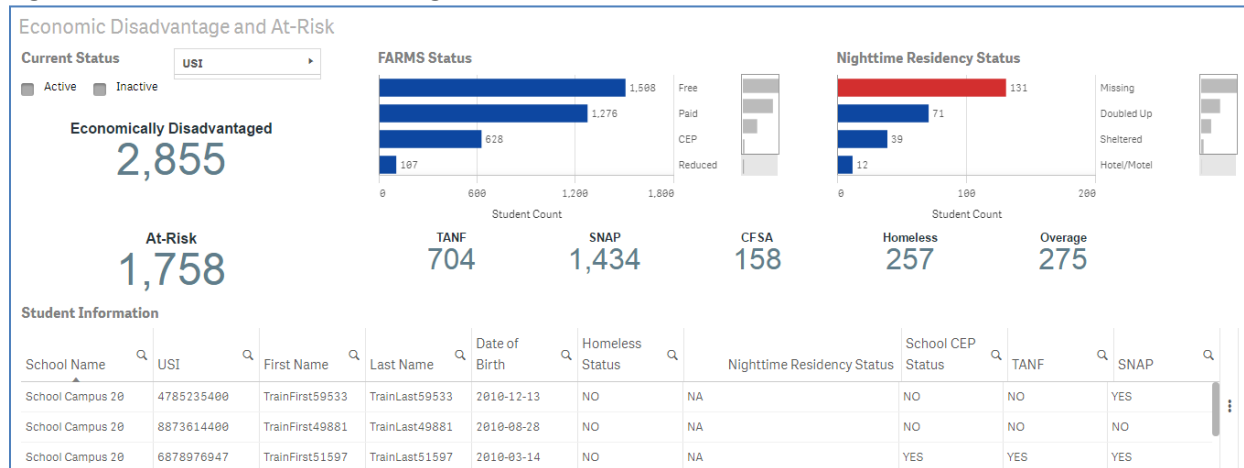 Economic Disadvantage and At-Risk
Current Status
USI
Active Inactive
Economically Disadvantaged
2,855
FARMS Status
1,508 Free
1,276 Paid
628 CEP
107 Reduced
0 600 1,200 1,800
Student Count
Nighttime Residency Status
131 Missing
71 Doubled Up
39 Sheltered
12 Hotel/Motel
0 100 200
Student Count
At-Risk
1,758
TANF
704
SNAP
1,434
CFSA
158
Homeless
257
Overage
275
Student Information
School Name USI First Name Last Name Date of Birth Homeless Status Nighttime Residency Status School CEP Status TANF SNAP
School Campus 20 4785235400 TrainFirst59533 TrainLast59533 2010-12-13 NO NA NO NO YES
School Campus 20 8873614400 TrainFirst49881 TrainLast49881 2010-08-28 NO NA NO NO NO
School Campus 20 6878976947 TrainFirst51597 TrainLast51597 2010-03-14 NO NA YES YES YES